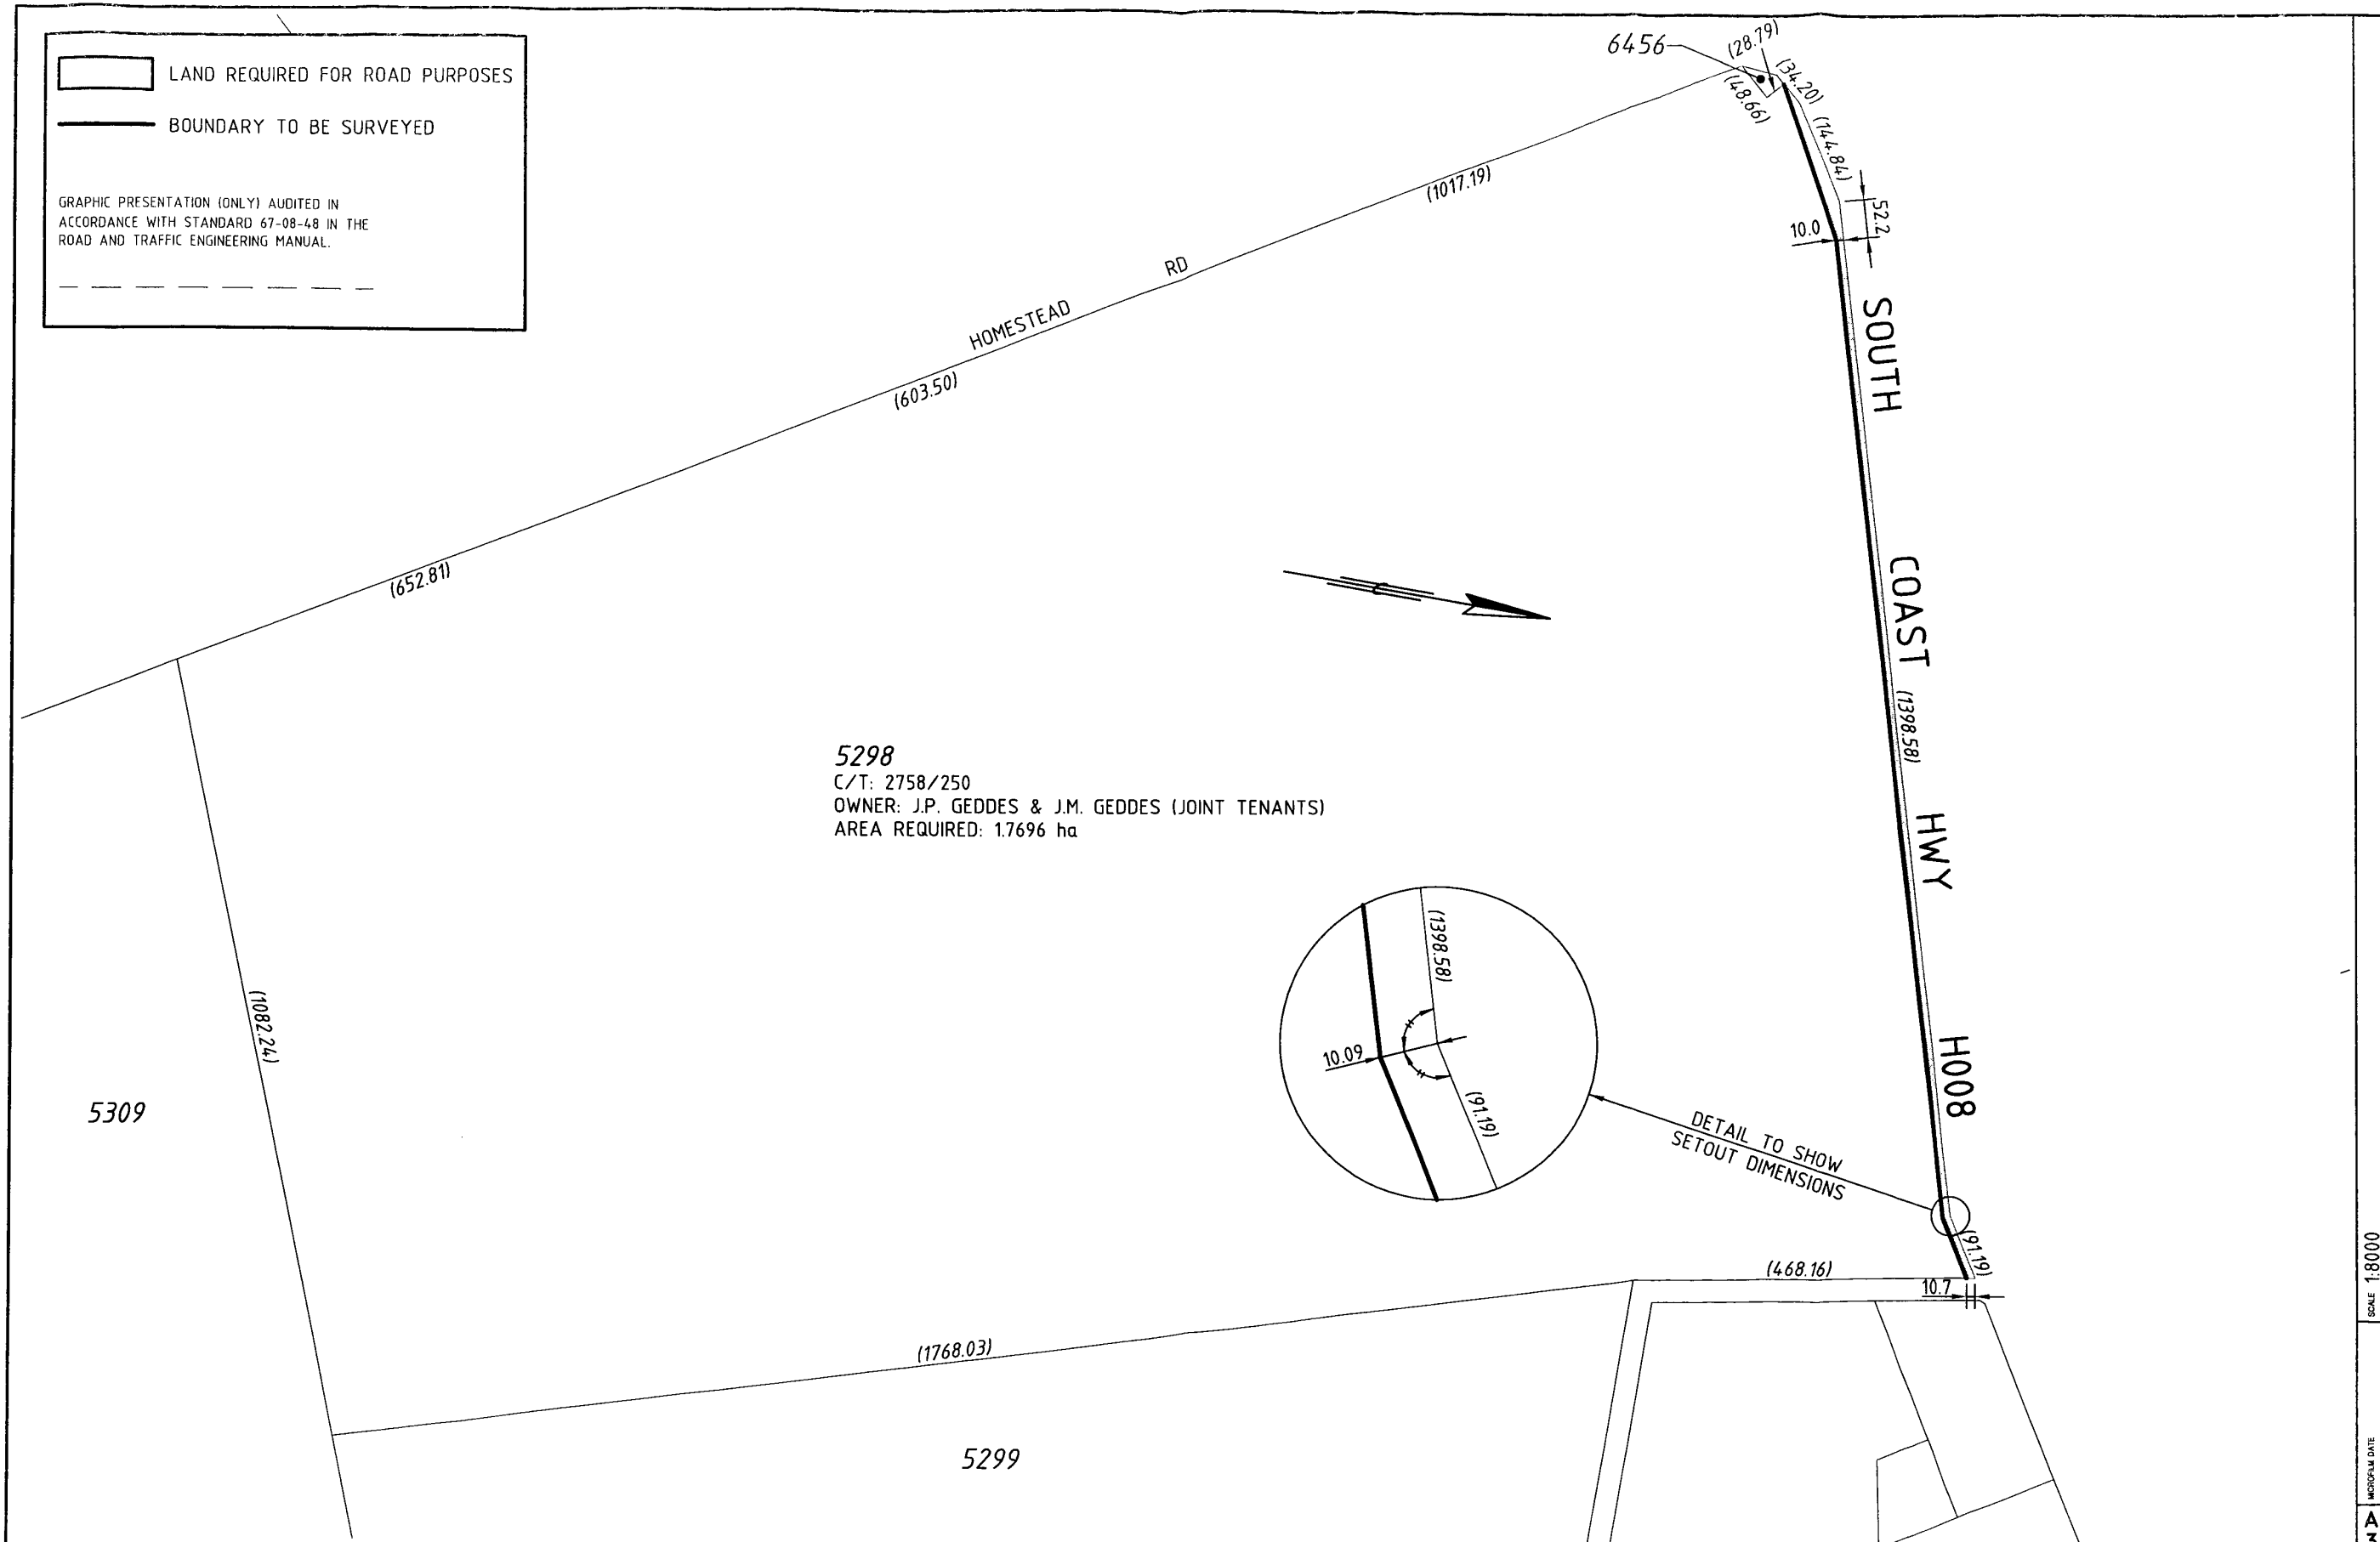 LAND REQUIRED FOR ROAD PURPOSES
BOUNDARY TO BE SURVEYED
GRAPHIC PRESENTATION (ONLY) AUDITED IN
ACCORDANCE WITH STANDARD 67-08-48 IN THE
ROAD AND TRAFFIC ENGINEERING MANUAL.
6456
(28.79)
(34.20)
(48.66)
(144.84)
(1017.19)
52.2
10.0
RD
HOMESTEAD
(603.50)
(652.81)
SOUTH
COAST
(1398.58)
HWY
H008
5298
C/T: 2758/250
OWNER: J.P. GEDDES & J.M. GEDDES (JOINT TENANTS)
AREA REQUIRED: 1.7696 ha
(1398.58)
10.09
(91.19)
(1082.24)
5309
DETAIL TO SHOW
SETOUT DIMENSIONS
(91.19)
(468.16)
10.7
(1768.03)
5299
SCALE 1:8000
MICROFILM DATE
A
3